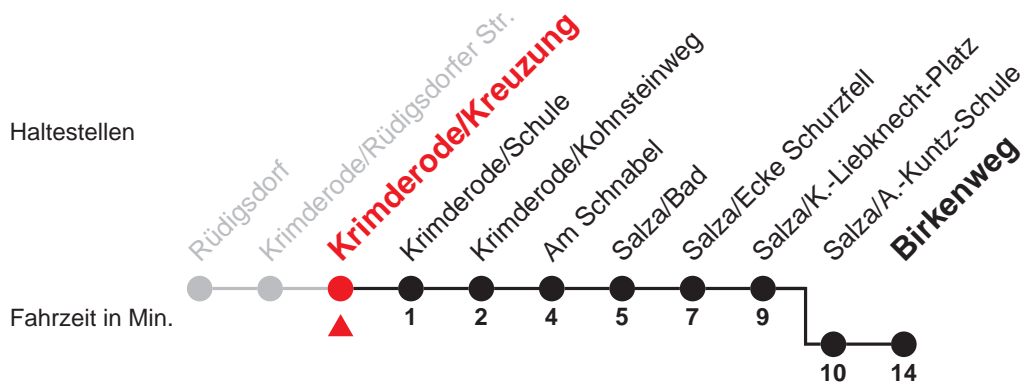 Haltestellen
Rüdigsdorf
Krimderode/Rüdigsdorfer Str.
Krimderode/Kreuzung
Krimderode/Schule
Krimderode/Kohnsteinweg
Am Schnabel
Salza/Bad
Salza/Ecke Schurzfell
Salza/K.-Liebknecht-Platz
Salza/A.-Kuntz-Schule
Birkenweg
Fahrzeit in Min.
1
2
4
5
7
9
10
14